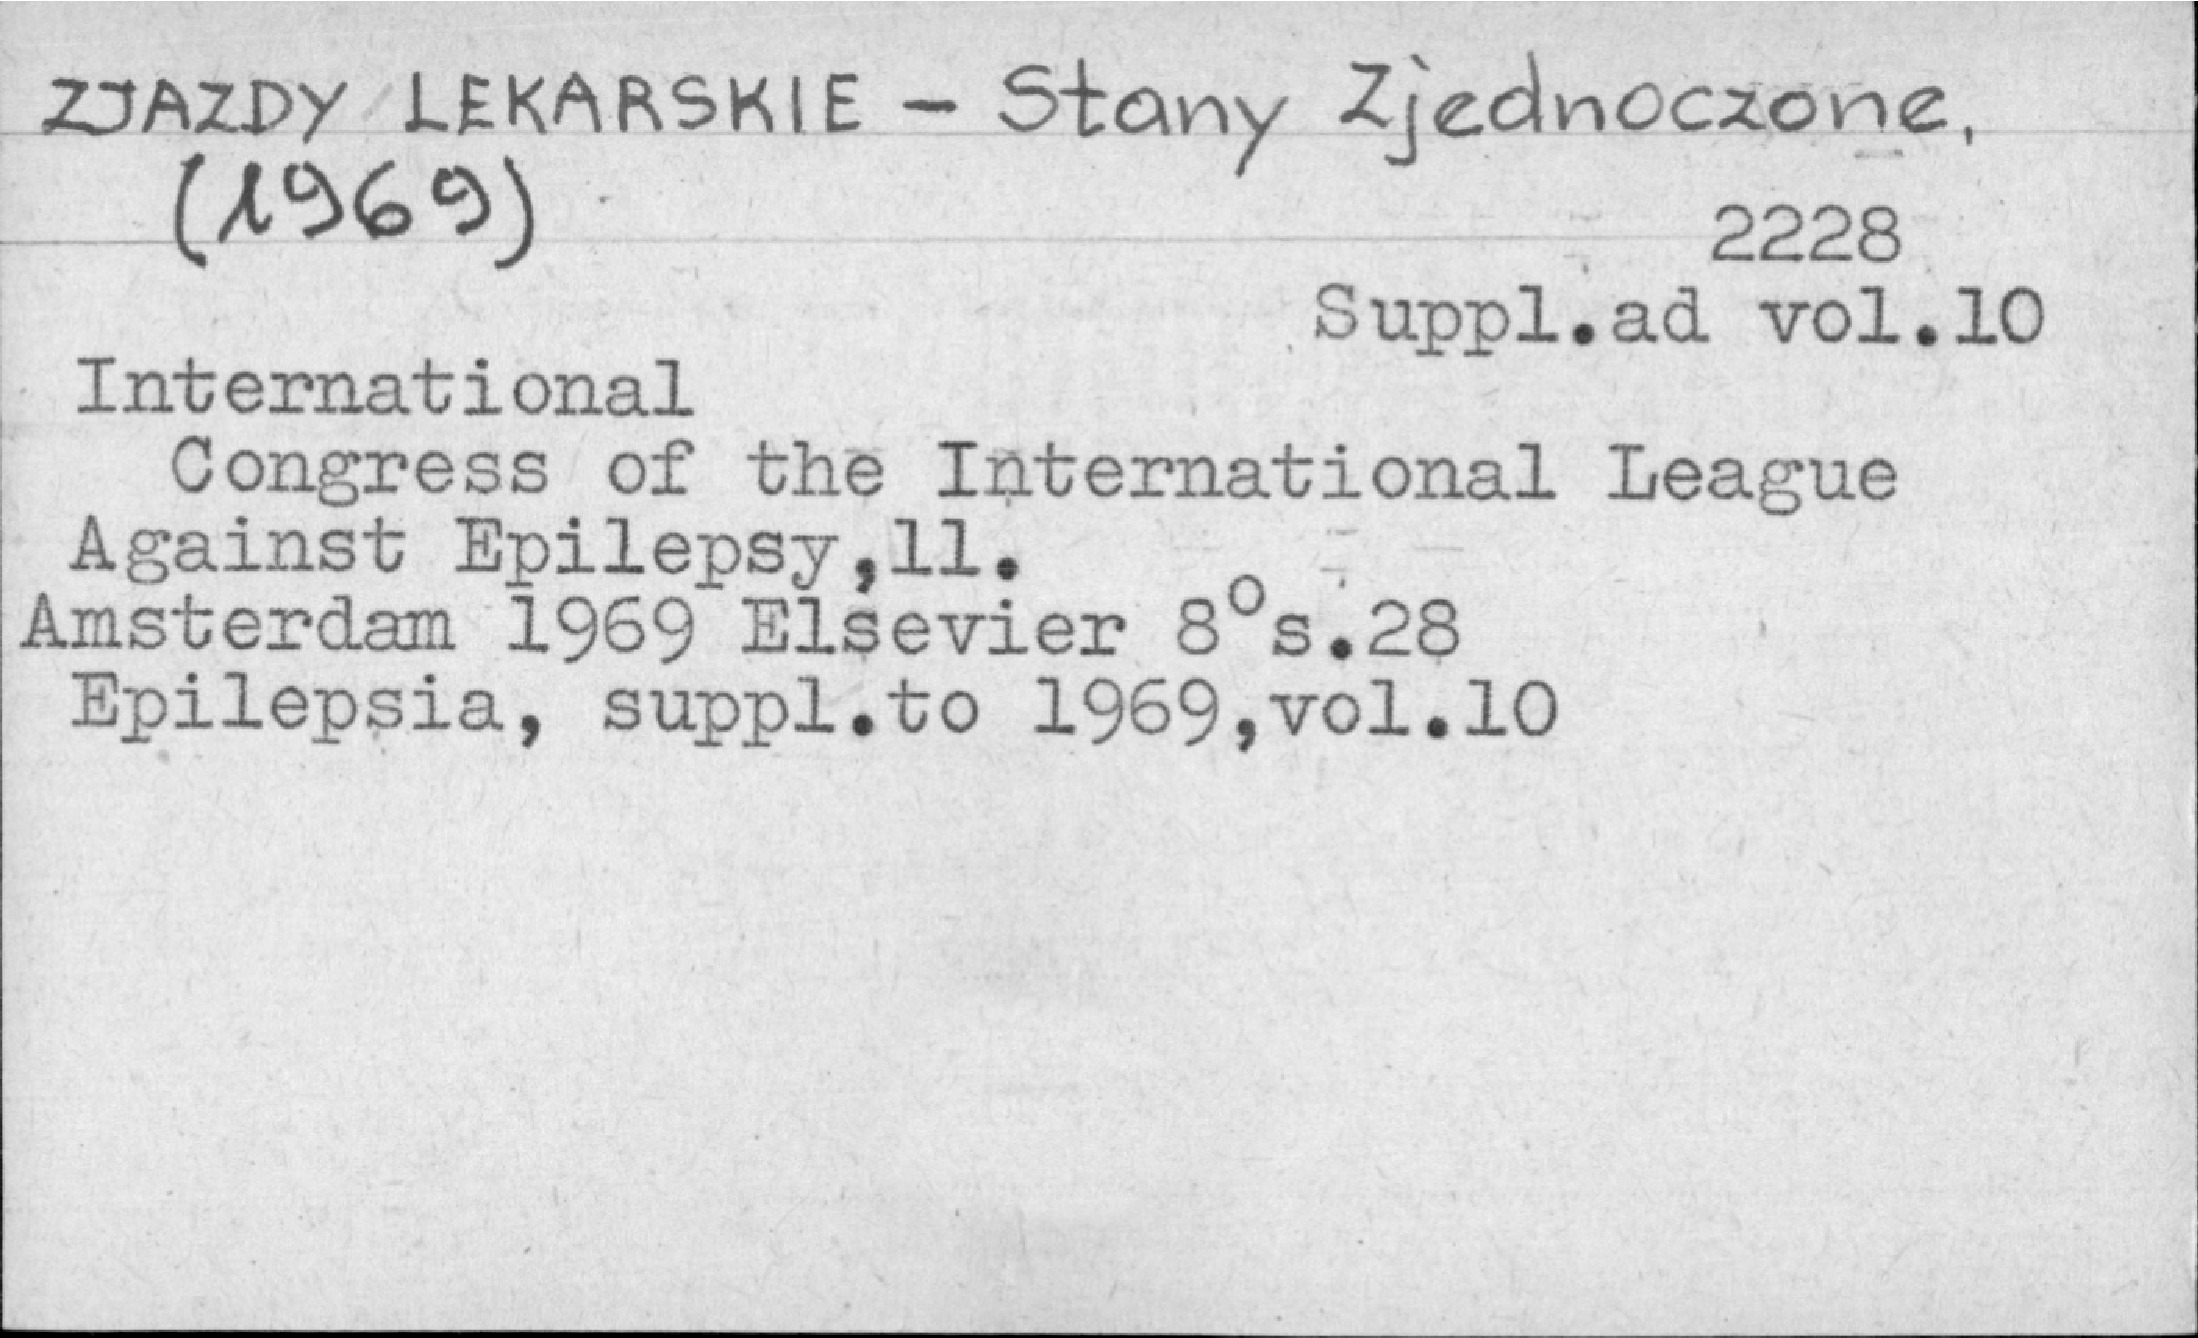 ZJAZDY LEKARSKIE – Stany Zjednoczone,
(1969)
2228
Suppl.ad vol.10
International
Congress of the International League
Against Epilepsy,11.
Amsterdam 1969 Elsevier 8°s.28
Epilepsia, suppl.to 1969,vol.10